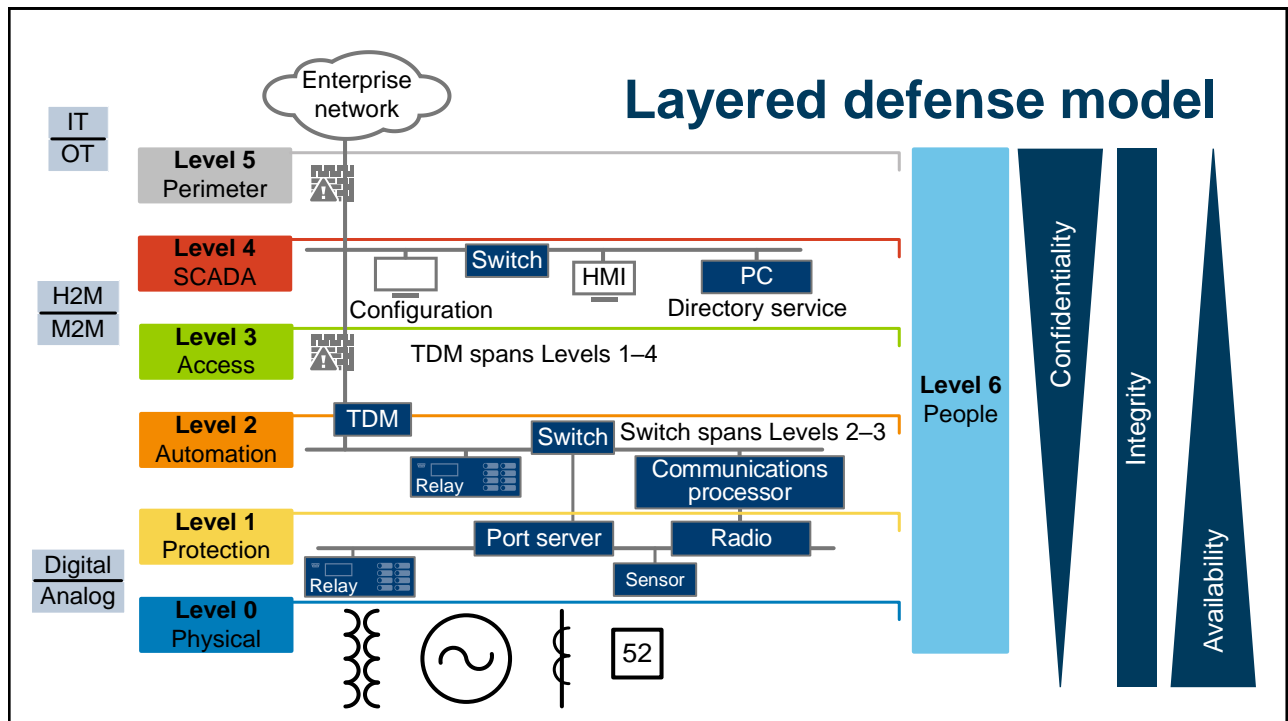 Layered defense model
Enterprise
network
IT
OT
Level 5
Perimeter
Level 4
SCADA
Switch
HMI
PC
Configuration
Directory service
H2M
M2M
Level 3
Access
TDM spans Levels 1–4
Level 2
Automation
TDM
Switch
Switch spans Levels 2–3
Relay
Communications
processor
Level 1
Protection
Port server
Radio
Relay
Sensor
Digital
Analog
Level 0
Physical
52
Level 6
People
Confidentiality
Integrity
Availability